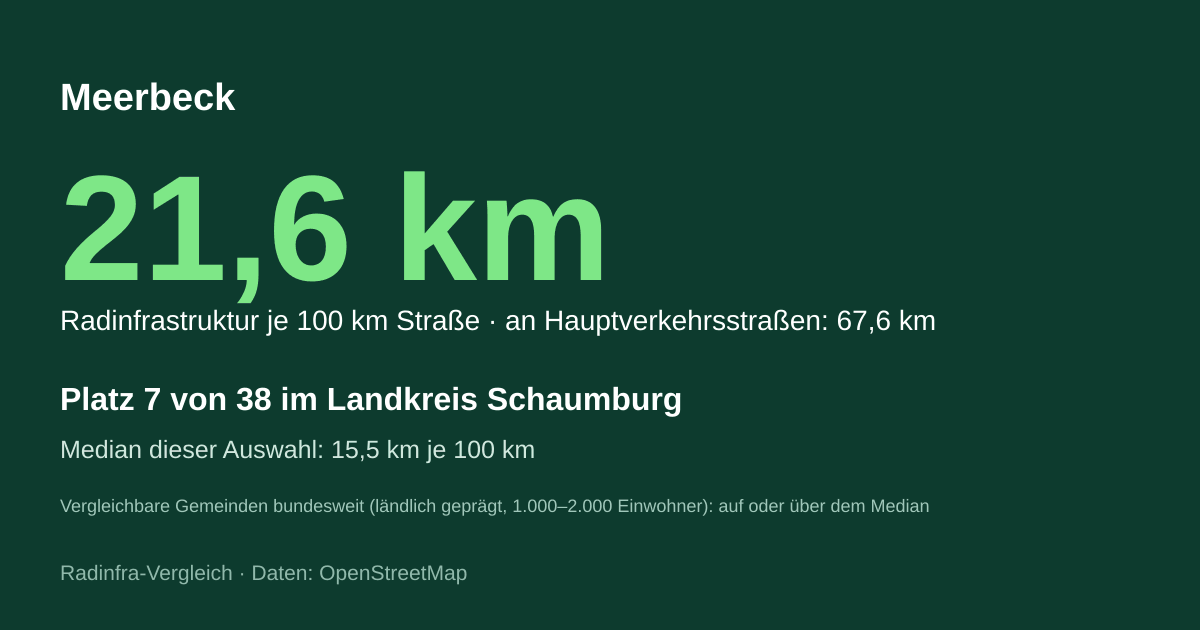 Meerbeck
21,6 km
Radinfrastruktur je 100 km Straße · an Hauptverkehrsstraßen: 67,6 km
Platz 7 von 38 im Landkreis Schaumburg
Median dieser Auswahl: 15,5 km je 100 km
Vergleichbare Gemeinden bundesweit (ländlich geprägt, 1.000–2.000 Einwohner): auf oder über dem Median
Radinfra-Vergleich · Daten: OpenStreetMap